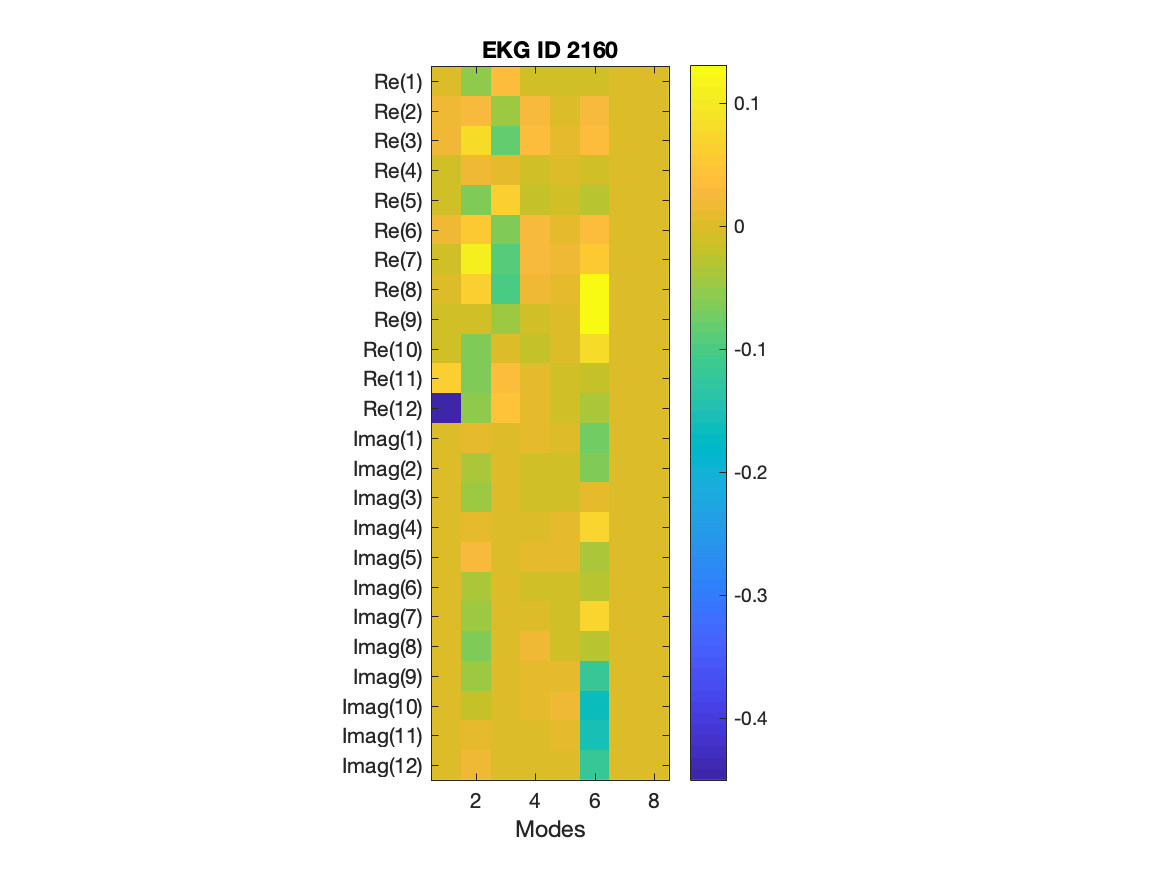 EKG ID 2160
Re(1)
Re(2)
Re(3)
Re(4)
Re(5)
Re(6)
Re(7)
Re(8)
Re(9)
Re(10)
Re(11)
Re(12)
Imag(1)
Imag(2)
Imag(3)
Imag(4)
Imag(5)
Imag(6)
Imag(7)
Imag(8)
Imag(9)
Imag(10)
Imag(11)
Imag(12)
2 4 6 8
Modes
0.1
0
-0.1
-0.2
-0.3
-0.4